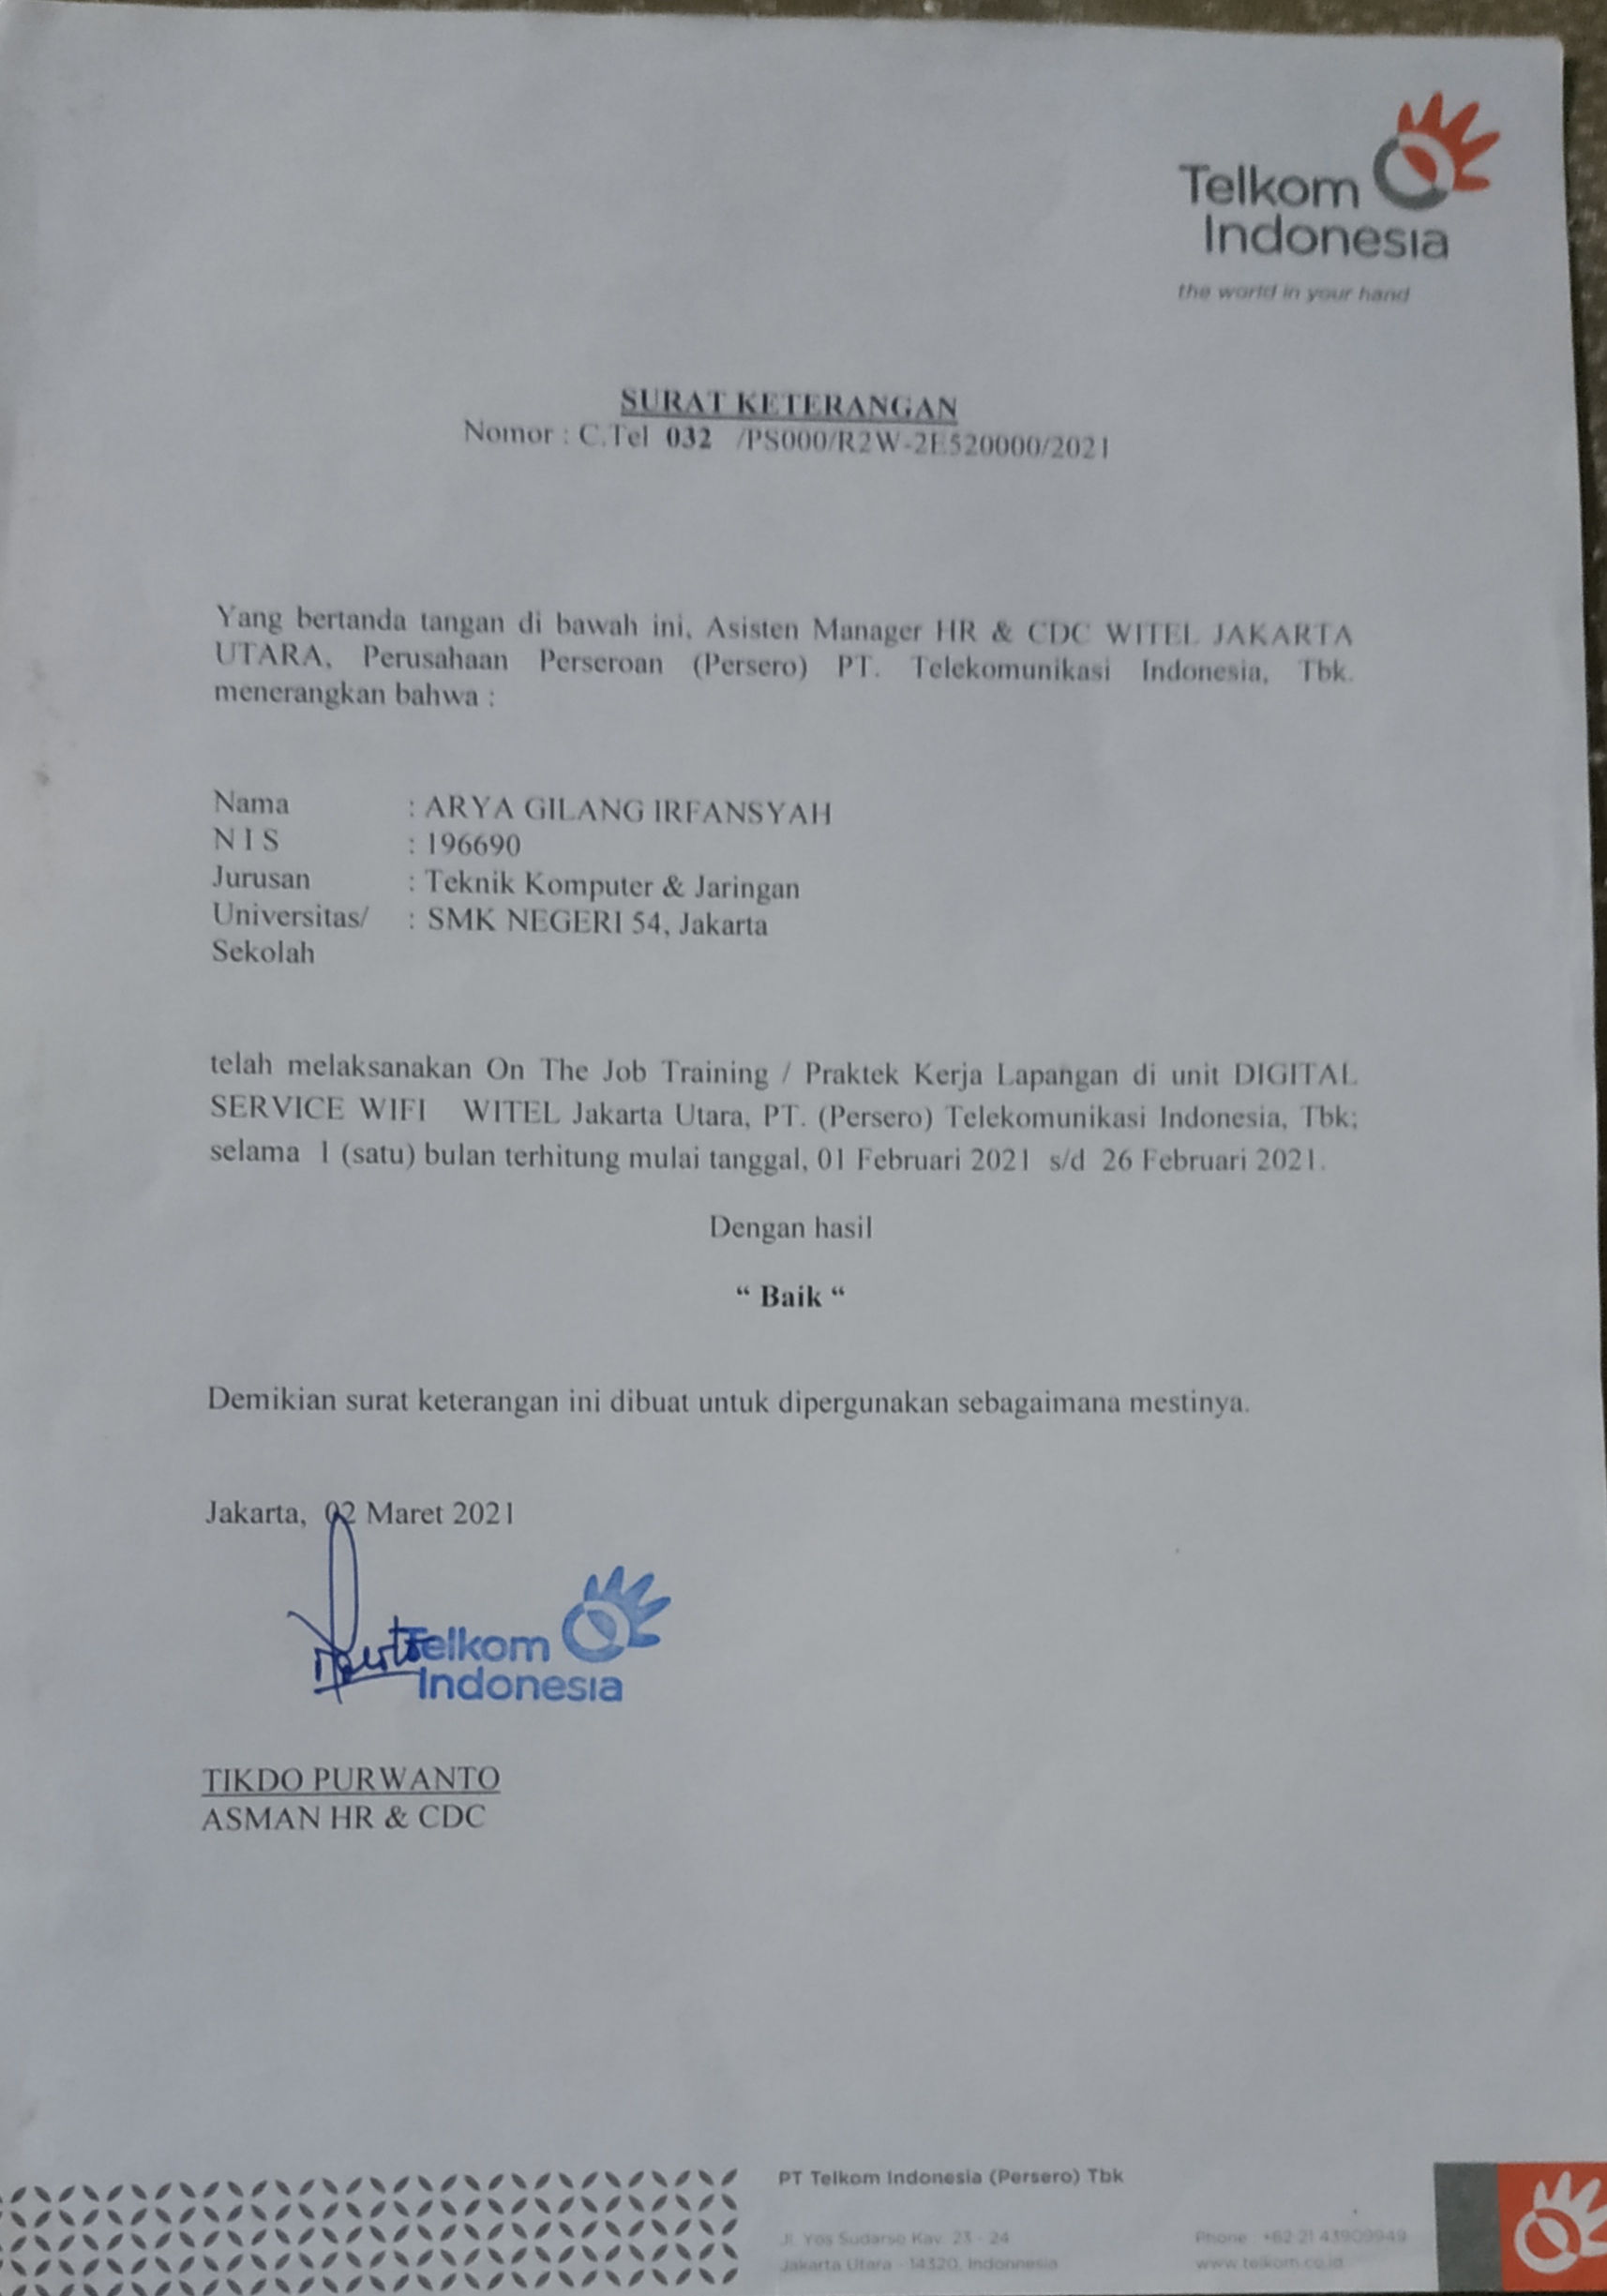 Telkom
Indonesia
the world in your hand
SURAT KETERANGAN
Nomor : C.Tel 032 /PS000/R2W-2E520000/2021
Yang bertanda tangan di bawah ini, Asisten Manager HR & CDC WITEL JAKARTA
UTARA, Perusahaan Perseroan (Persero) PT. Telekomunikasi Indonesia, Tbk.
menerangkan bahwa :
Nama : ARYA GILANG IRFANSYAH
N I S : 196690
Jurusan : Teknik Komputer & Jaringan
Universitas/ : SMK NEGERI 54, Jakarta
Sekolah
telah melaksanakan On The Job Training / Praktek Kerja Lapangan di unit DIGITAL
SERVICE WIFI WITEL Jakarta Utara, PT. (Persero) Telekomunikasi Indonesia, Tbk;
selama 1 (satu) bulan terhitung mulai tanggal, 01 Februari 2021 s/d 26 Februari 2021.
Dengan hasil
“ Baik “
Demikian surat keterangan ini dibuat untuk dipergunakan sebagaimana mestinya.
Jakarta, 02 Maret 2021
Telkom
Indonesia
TIKDO PURWANTO
ASMAN HR & CDC
PT Telkom Indonesia (Persero) Tbk
Jl. Yos Sudarso Kav. 23 - 24
Jakarta Utara - 14320, Indonnesia
Phone : +62 21 43909949
www.telkom.co.id